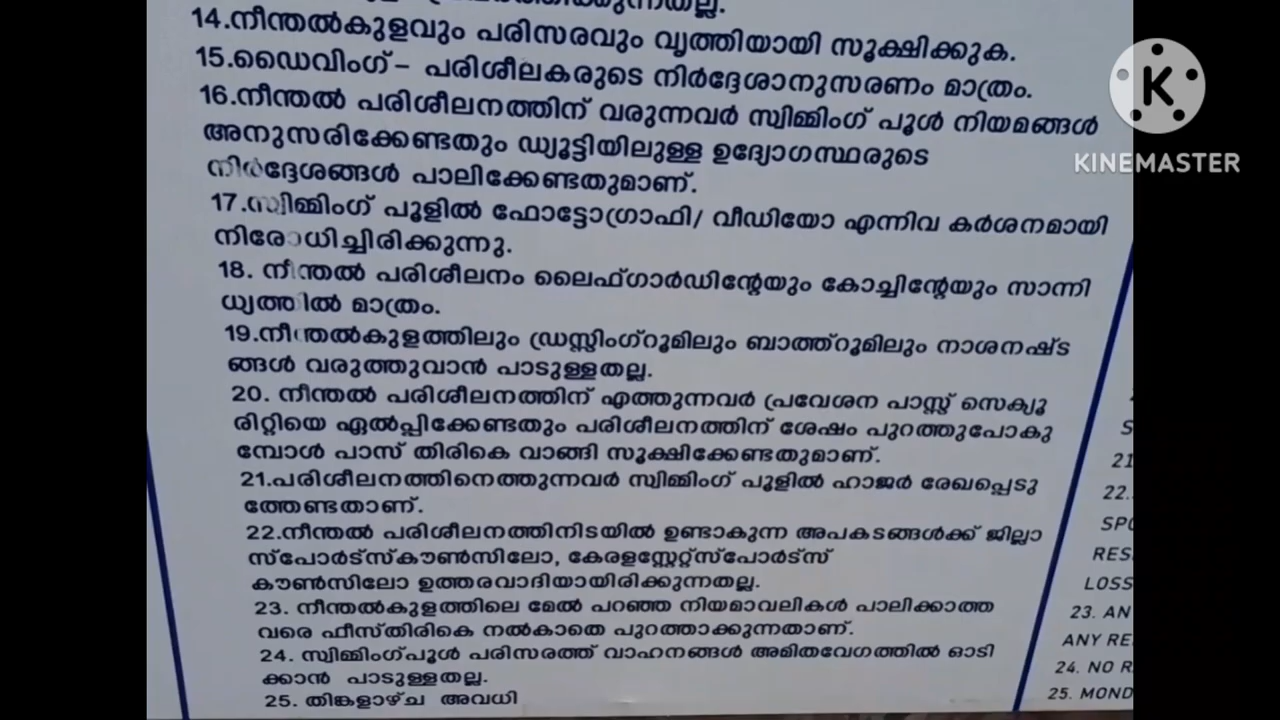 14.നീന്തൽകുളവും പരിസരവും വൃത്തിയായി സൂക്ഷിക്കുക.
15.ഡൈവിംഗ് – പരിശീലകരുടെ നിർദ്ദേശാനുസരണം മാത്രം.
16.നീന്തൽ പരിശീലനത്തിന് വരുന്നവർ സ്വിമ്മിംഗ് പൂൾ നിയമങ്ങൾ
അനുസരിക്കേണ്ടതും ഡ്യൂട്ടിയിലുള്ള ഉദ്യോഗസ്ഥരുടെ
നിർദ്ദേശങ്ങൾ പാലിക്കേണ്ടതുമാണ്.
17.സ്വിമ്മിംഗ് പൂളിൽ ഫോട്ടോഗ്രാഫി/ വീഡിയോ എന്നിവ കർശനമായി
നിരോധിച്ചിരിക്കുന്നു.
18. നീന്തൽ പരിശീലനം ലൈഫ്ഗാർഡിന്റേയും കോച്ചിന്റേയും സാന്നി
ധ്യത്തിൽ മാത്രം.
19.നീന്തൽകുളത്തിലും ഡ്രസ്സിംഗ്റൂമിലും ബാത്ത്റൂമിലും നാശനഷ്ട
ങ്ങൾ വരുത്തുവാൻ പാടുള്ളതല്ല.
20. നീന്തൽ പരിശീലനത്തിന് എത്തുന്നവർ പ്രവേശന പാസ്സ് സെക്യൂ
രിറ്റിയെ ഏൽപ്പിക്കേണ്ടതും പരിശീലനത്തിന് ശേഷം പുറത്തുപോകു
മ്പോൾ പാസ് തിരികെ വാങ്ങി സൂക്ഷിക്കേണ്ടതുമാണ്.
21.പരിശീലനത്തിനെത്തുന്നവർ സ്വിമ്മിംഗ് പൂളിൽ ഹാജർ രേഖപ്പെടു
ത്തേണ്ടതാണ്.
22.നീന്തൽ പരിശീലനത്തിനിടയിൽ ഉണ്ടാകുന്ന അപകടങ്ങൾക്ക് ജില്ലാ
സ്പോർട്സ്കൗൺസിലോ, കേരളസ്റ്റേറ്റ്സ്പോർട്സ്
കൗൺസിലോ ഉത്തരവാദിയായിരിക്കുന്നതല്ല.
23. നീന്തൽകുളത്തിലെ മേൽ പറഞ്ഞ നിയമാവലികൾ പാലിക്കാത്ത
വരെ ഫീസ്തിരികെ നൽകാതെ പുറത്താക്കുന്നതാണ്.
24. സ്വിമ്മിംഗ്പൂൾ പരിസരത്ത് വാഹനങ്ങൾ അമിതവേഗത്തിൽ ഓടി
ക്കാൻ പാടുള്ളതല്ല.
25. തിങ്കളാഴ്ച അവധി
21
22.
SPO
RES
LOSS
23. AN
ANY RE
24. NO R
25. MOND
KINEMASTER